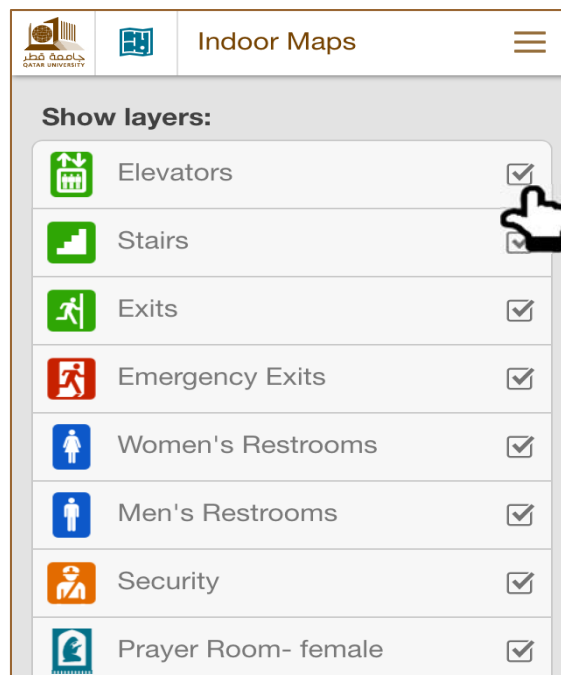 جامعة قطر
QATAR UNIVERSITY
Indoor Maps
Show layers:
Elevators
Stairs
Exits
Emergency Exits
Women's Restrooms
Men's Restrooms
Security
Prayer Room- female